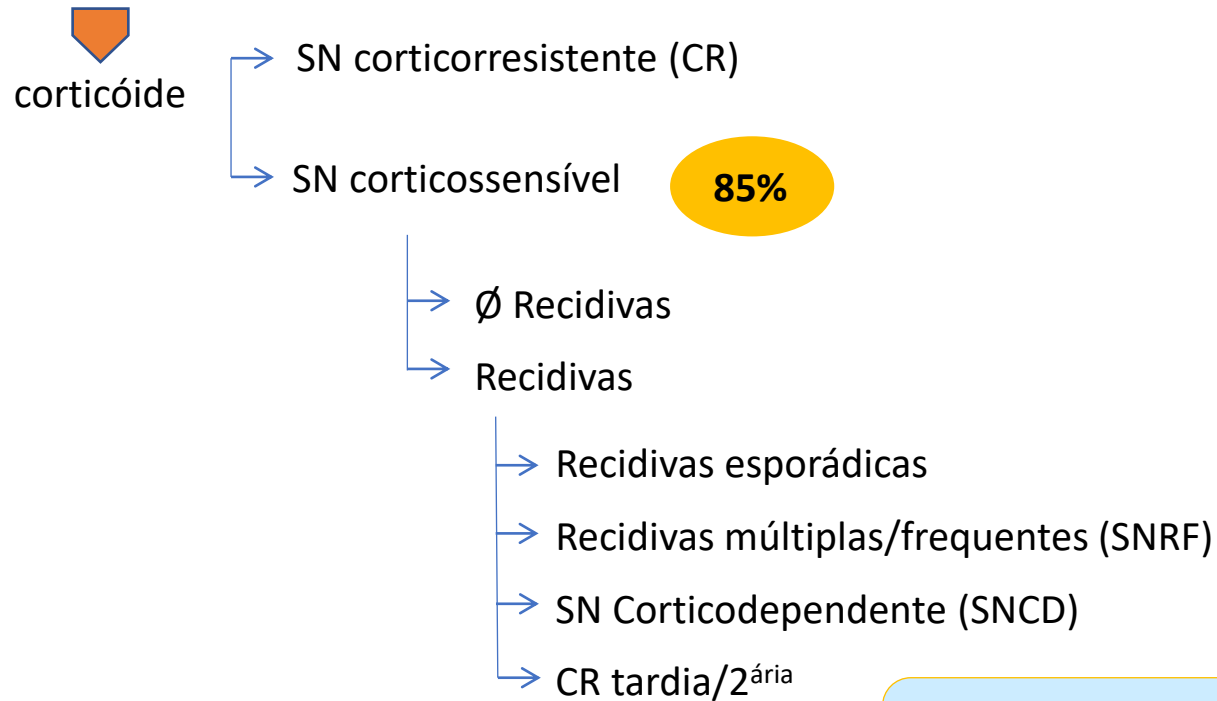 corticóide
SN corticorresistente (CR)
SN corticossensível
85%
Ø Recidivas
Recidivas
Recidivas esporádicas
Recidivas múltiplas/frequentes (SNRF)
SN Corticodependente (SNCD)
CR tardia/2ária